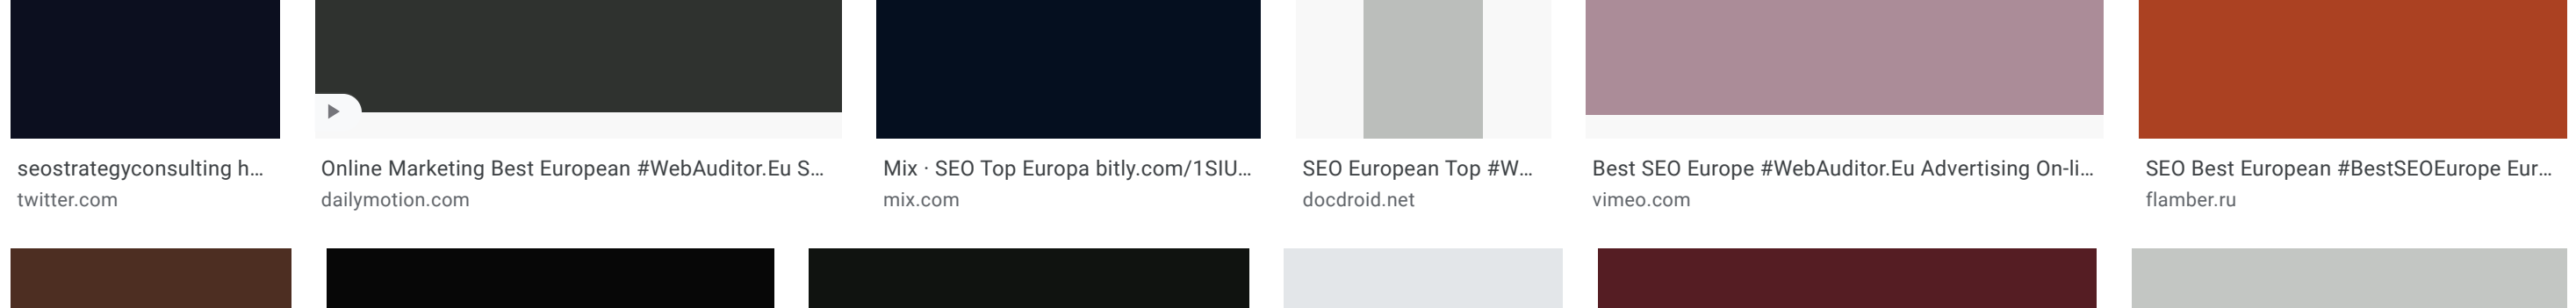 seostrategyconsulting h...
twitter.com
Online Marketing Best European #WebAuditor.Eu S...
dailymotion.com
Mix · SEO Top Europa bitly.com/1SIU...
mix.com
SEO European Top #W...
docdroid.net
Best SEO Europe #WebAuditor.Eu Advertising On-li...
vimeo.com
SEO Best European #BestSEOEurope Eur...
flamber.ru